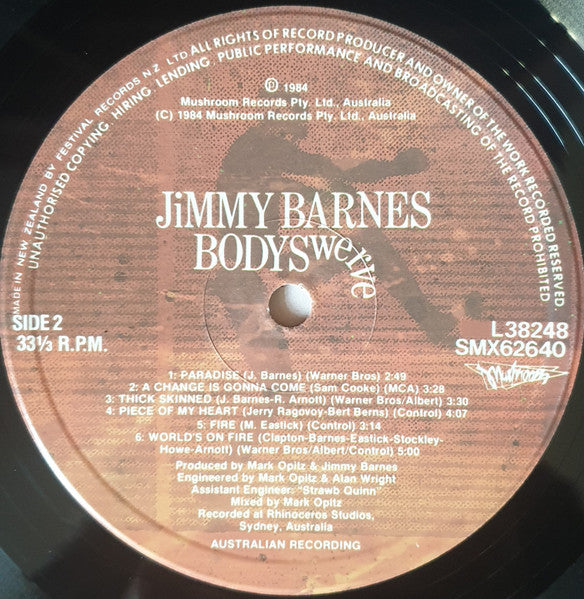 MADE IN NEW ZEALAND BY FESTIVAL RECORDS N.Z. LTD ALL RIGHTS OF RECORD PRODUCER AND OWNER OF THE WORK RECORDED RESERVED.
UNAUTHORISED COPYING, HIRING, LENDING, PUBLIC PERFORMANCE AND BROADCASTING OF THE RECORD PROHIBITED.
Ⓟ 1984
Mushroom Records Pty. Ltd., Australia
(C) 1984 Mushroom Records Pty. Ltd., Australia
JiMMY BARNES
BODYSwerve
SIDE 2
33⅓ R.P.M.
L38248
SMX62640
Mushroom
1: PARADISE (J. Barnes) (Warner Bros) 2:49
2: A CHANGE IS GONNA COME (Sam Cooke) (MCA) 3:28
3: THICK SKINNED (J. Barnes-R. Arnott) (Warner Bros/Albert) 3:30
4: PIECE OF MY HEART (Jerry Ragovoy-Bert Berns) (Control) 4:07
5: FIRE (M. Eastick) (Control) 3:14
6: WORLD'S ON FIRE (Clapton-Barnes-Eastick-Stockley-
Howe-Arnott) (Warner Bros/Albert/Control) 5:00
Produced by Mark Opitz & Jimmy Barnes
Engineered by Mark Opitz & Alan Wright
Assistant Engineer: "Strawb Quinn"
Mixed by Mark Opitz
Recorded at Rhinoceros Studios,
Sydney, Australia
AUSTRALIAN RECORDING